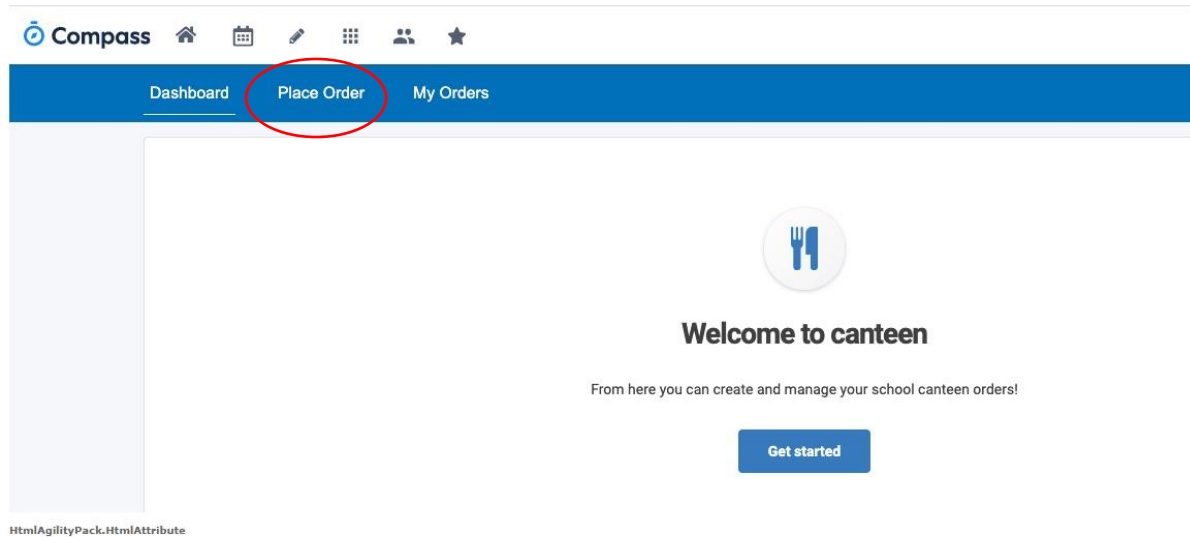 Compass
Dashboard Place Order My Orders
Welcome to canteen
From here you can create and manage your school canteen orders!
Get started
HtmlAgilityPack.HtmlAttribute